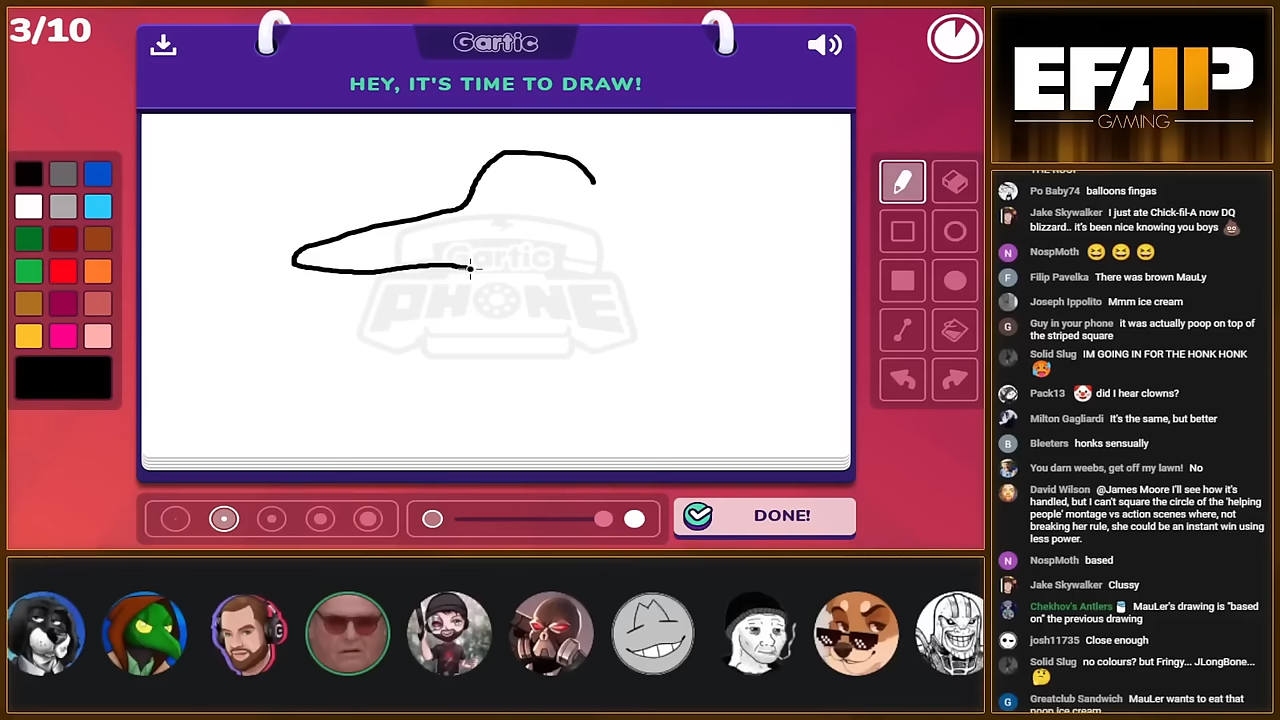 3/10
Gartic
HEY, IT'S TIME TO DRAW!
Gartic
PHONE
DONE!
EFAP
GAMING
THE ROOF
Po Baby74 balloons fingas
Jake Skywalker I just ate Chick-fil-A now DQ
blizzard.. it's been nice knowing you boys 💩
NospMoth 😆 😆 😆
Filip Pavelka There was brown MauLy
Joseph Ippolito Mmm ice cream
Guy in your phone it was actually poop on top of
the striped square
Solid Slug IM GOING IN FOR THE HONK HONK
🥵
Pack13 🤡 did I hear clowns?
Milton Gagliardi It's the same, but better
Bleeters honks sensually
You darn weebs, get off my lawn! No
David Wilson @James Moore I'll see how it's
handled, but I can't square the circle of the 'helping
people' montage vs action scenes where, not
breaking her rule, she could be an instant win using
less power.
NospMoth based
Jake Skywalker Clussy
Chekhov's Antlers MauLer's drawing is "based
on" the previous drawing
josh11735 Close enough
Solid Slug no colours? but Fringy... JLongBone...
🤔
Greatclub Sandwich MauLer wants to eat that
poop ice cream